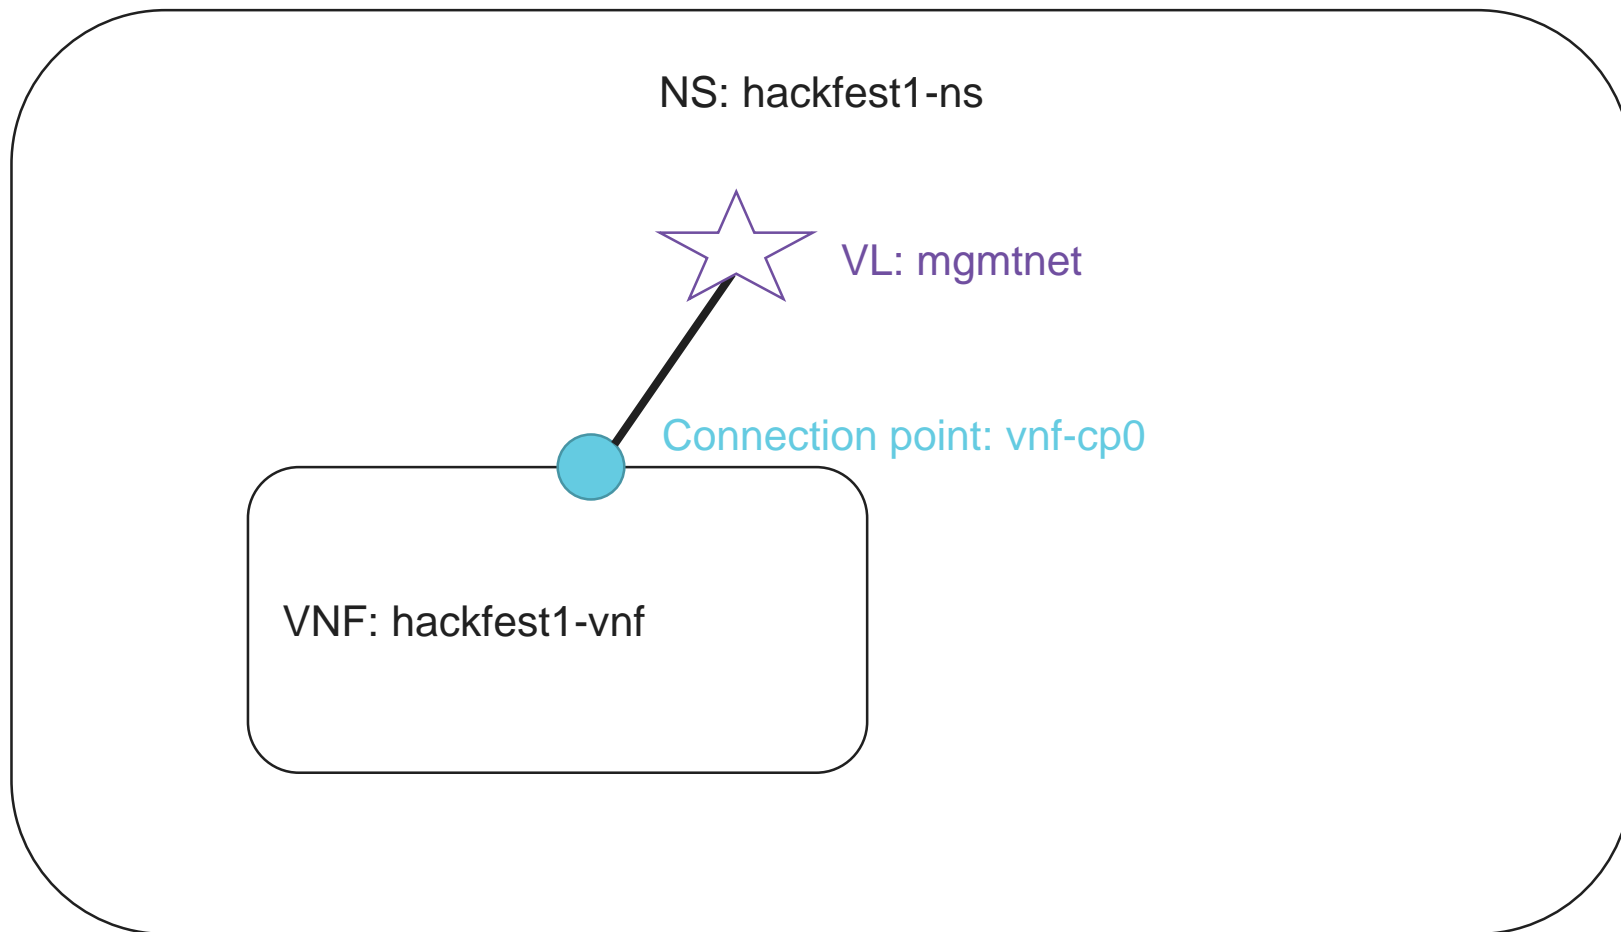 NS: hackfest1-ns
VL: mgmtnet
Connection point: vnf-cp0
VNF: hackfest1-vnf